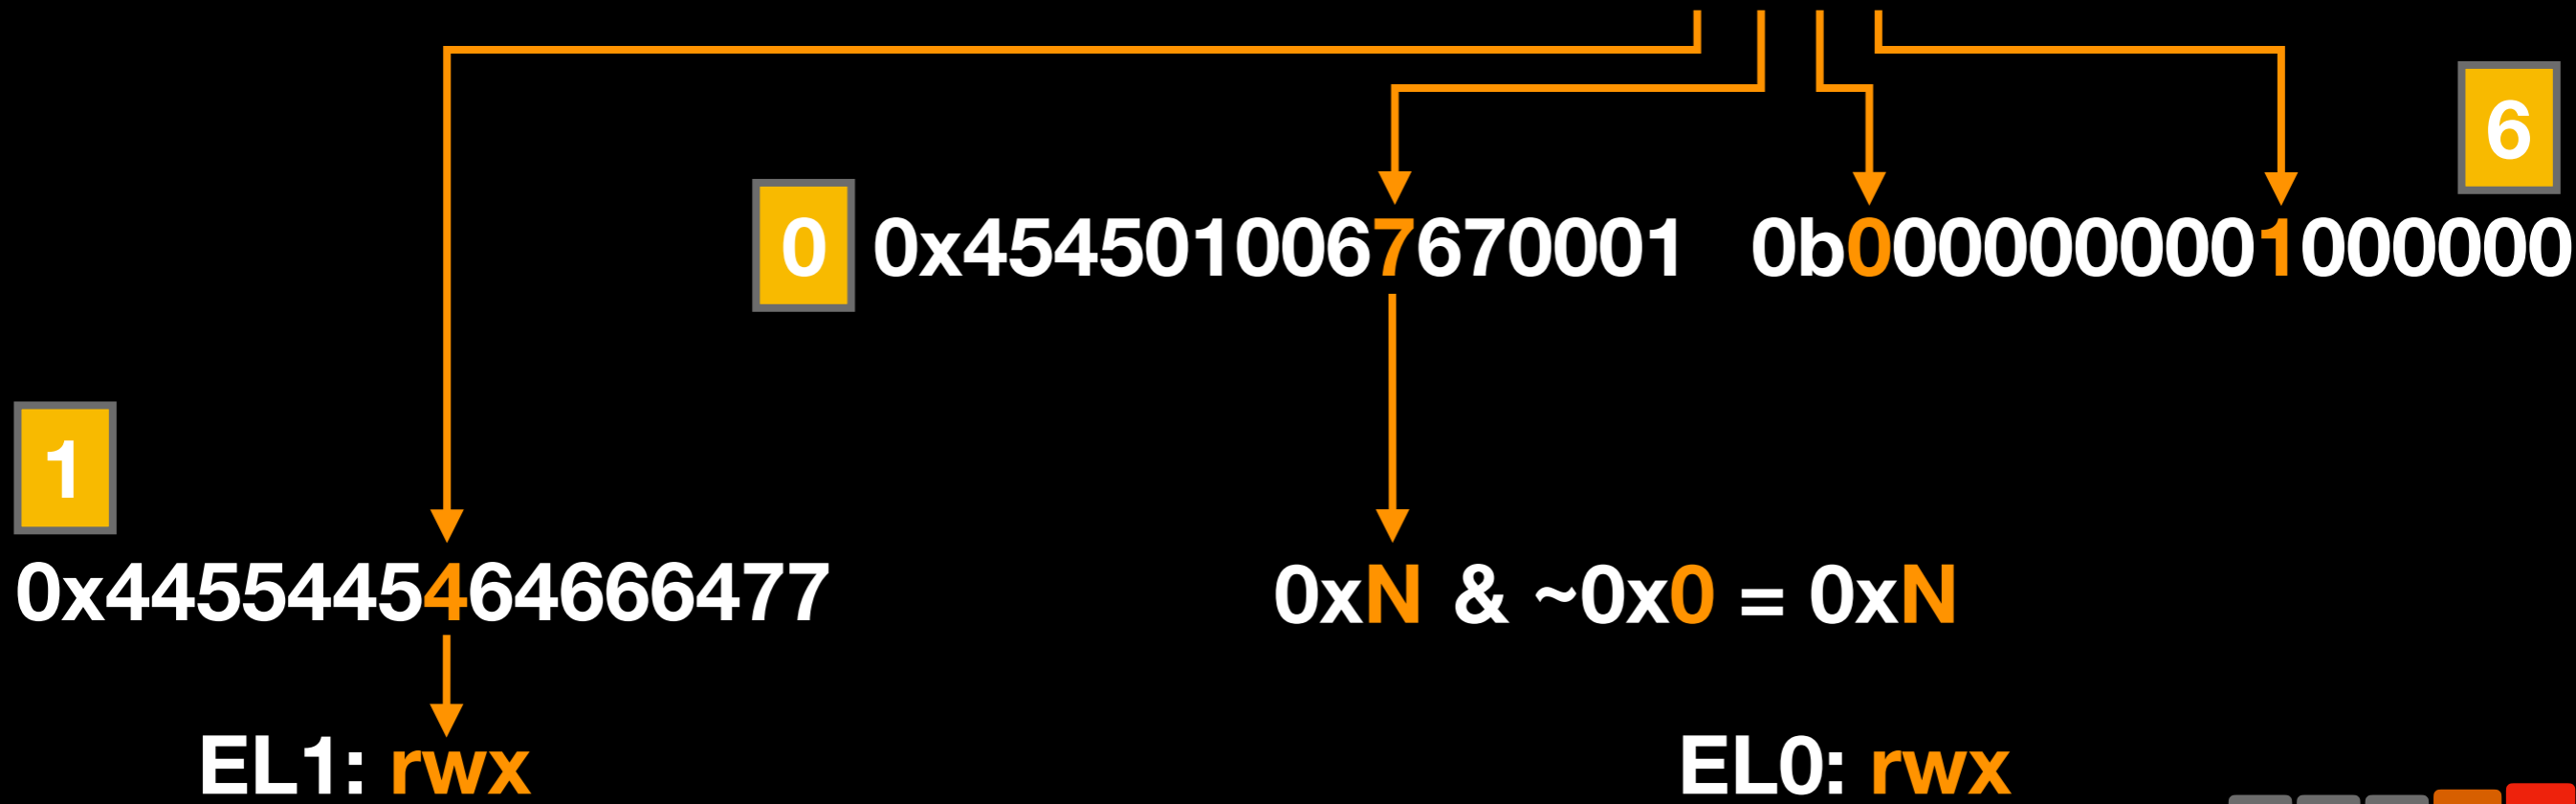 6
0 0x4545010067670001 0b0000000001000000
1
0x4455445464666477 0xN & ~0x0 = 0xN
EL1: rwx EL0: rwx